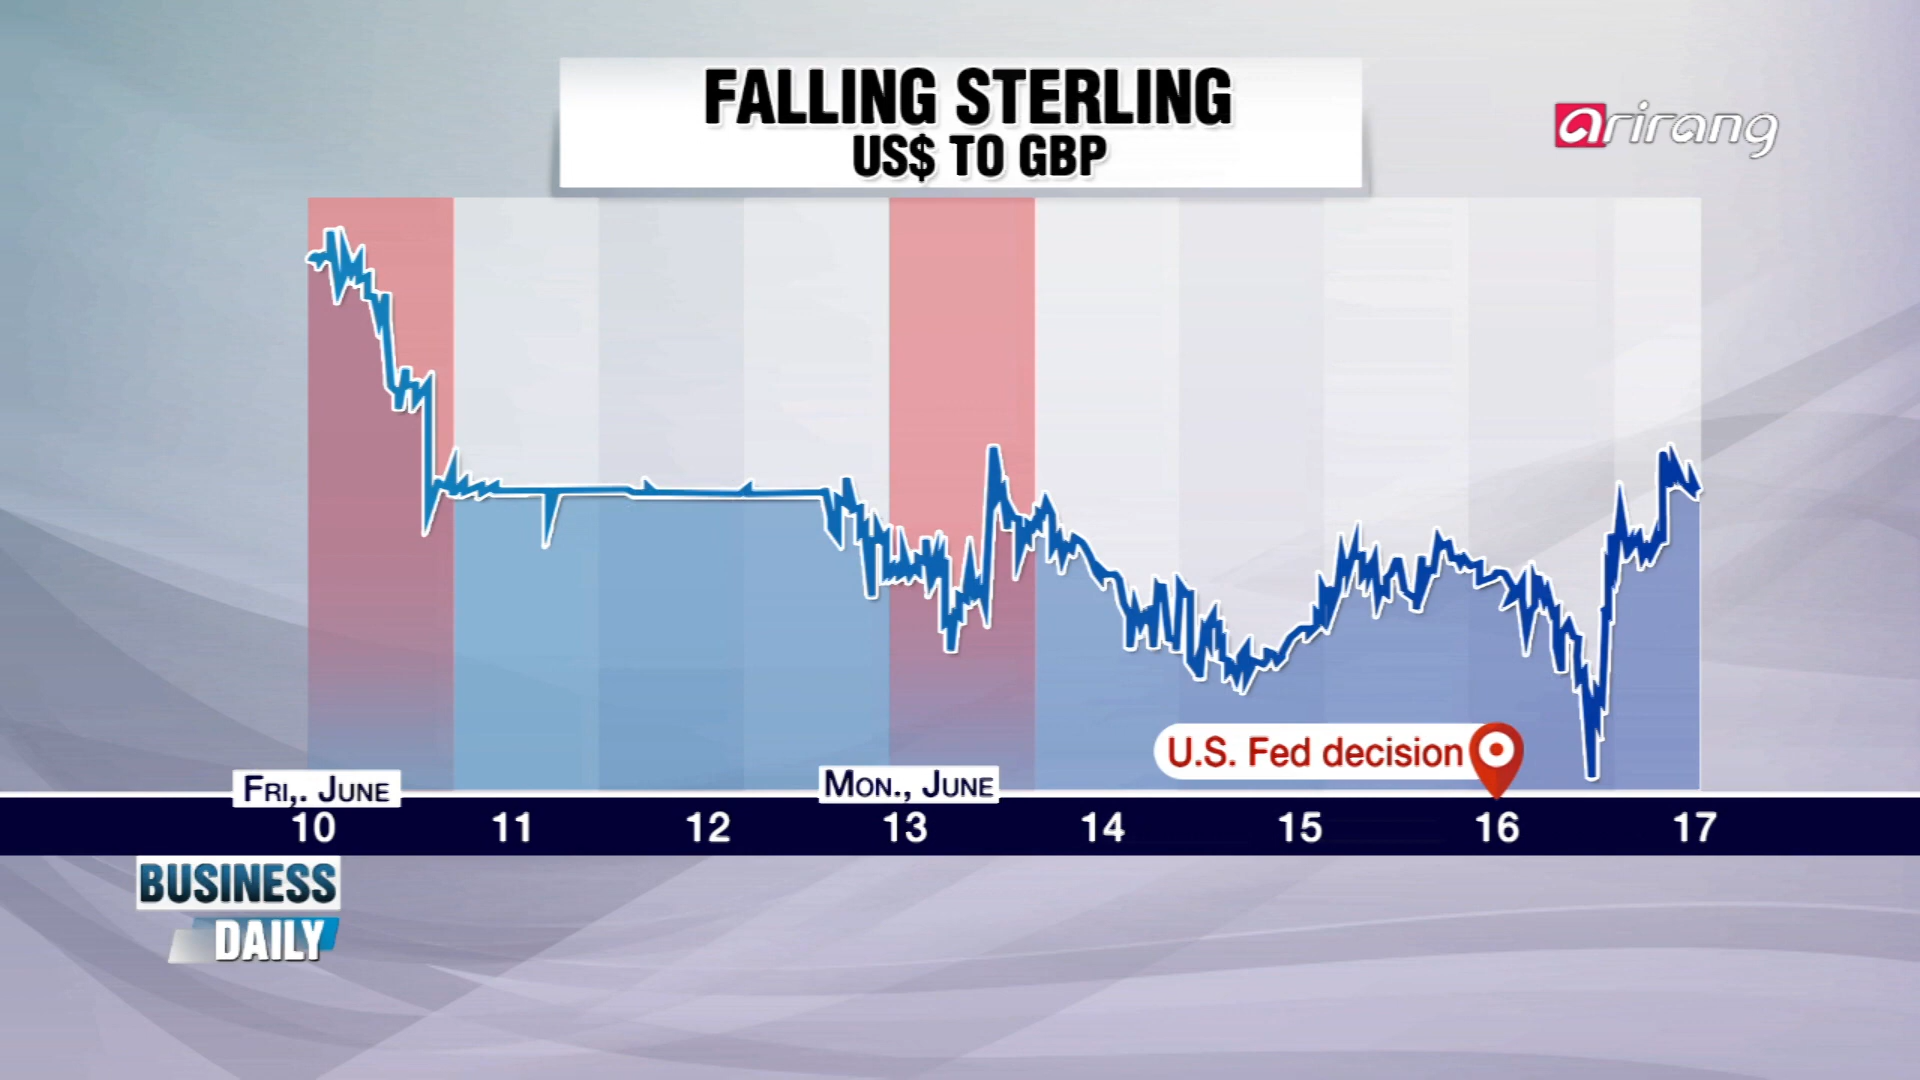 FALLING STERLING
US$ TO GBP
arirang
U.S. Fed decision
FRI,. JUNE
MON., JUNE
10 11 12 13 14 15 16 17
BUSINESS
DAILY